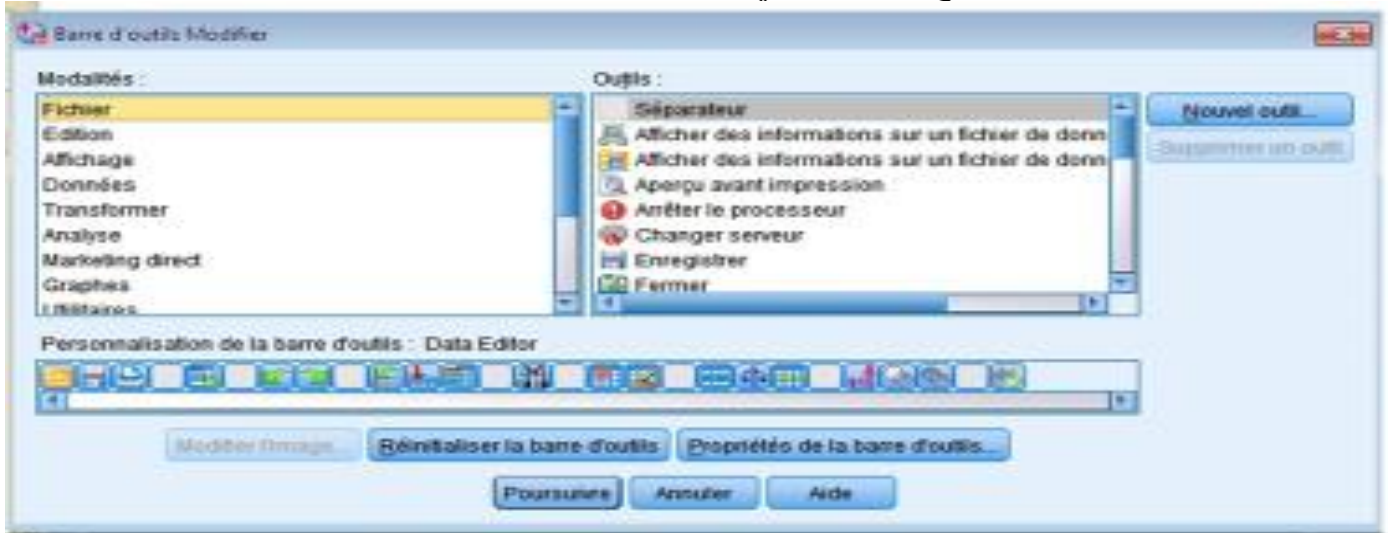 Barre d'outils Modifier
Modalités :
Fichier
Edition
Affichage
Données
Transformer
Analyse
Marketing direct
Graphes
Utilitaires
Outils :
Séparateur
Afficher des informations sur un fichier de donn
Afficher des informations sur un fichier de donn
Aperçu avant impression
Arrêter le processeur
Changer serveur
Enregistrer
Fermer
Nouvel outil...
Supprimer un outil
Personnalisation de la barre d'outils : Data Editor
Modifier l'image...
Réinitialiser la barre d'outils
Propriétés de la barre d'outils...
Poursuivre
Annuler
Aide